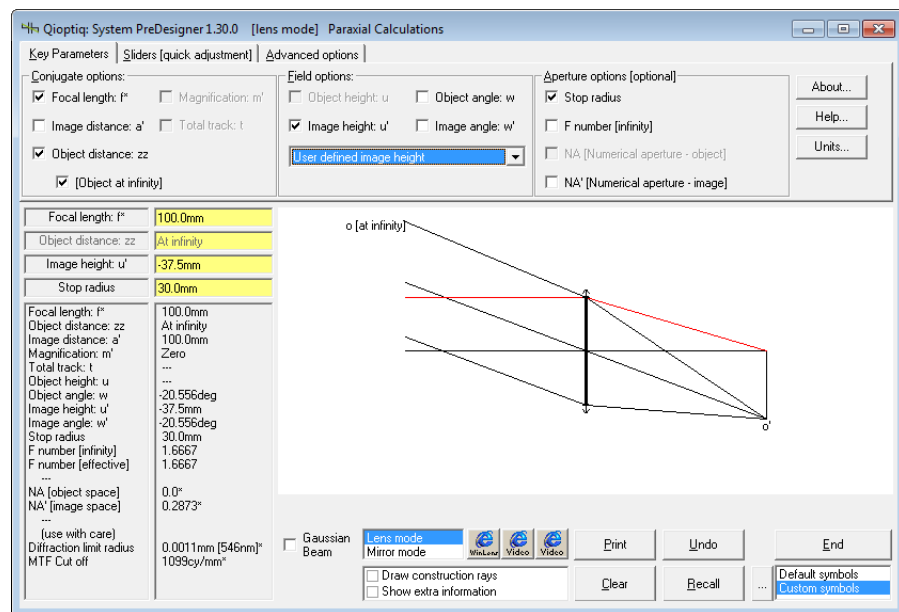 Qioptiq: System PreDesigner 1.30.0 [lens mode] Paraxial Calculations
Key Parameters Sliders [quick adjustment] Advanced options
Conjugate options:
Focal length: f* Magnification: m'
Image distance: a' Total track: t
Object distance: zz
[Object at infinity]
Field options:
Object height: u Object angle: w
Image height: u' Image angle: w'
User defined image height
Aperture options [optional]
Stop radius
F number [infinity]
NA [Numerical aperture - object]
NA' [Numerical aperture - image]
About...
Help...
Units...
Focal length: f* 100.0mm
Object distance: zz At infinity
Image height: u' -37.5mm
Stop radius 30.0mm
Focal length: f* 100.0mm
Object distance: zz At infinity
Image distance: a' 100.0mm
Magnification: m' Zero
Total track: t ---
Object height: u ---
Object angle: w -20.556deg
Image height: u' -37.5mm
Image angle: w' -20.556deg
Stop radius 30.0mm
F number [infinity] 1.6667
F number [effective] 1.6667
---
NA [object space] 0.0*
NA' [image space] 0.2873*
---
(use with care)
Diffraction limit radius 0.0011mm [546nm]*
MTF Cut off 1099cy/mm*
o [at infinity]
o'
Gaussian
Beam
Lens mode
Mirror mode
WinLens Video Video
Print Undo End
Draw construction rays
Show extra information
Clear Recall ...
Default symbols
Custom symbols